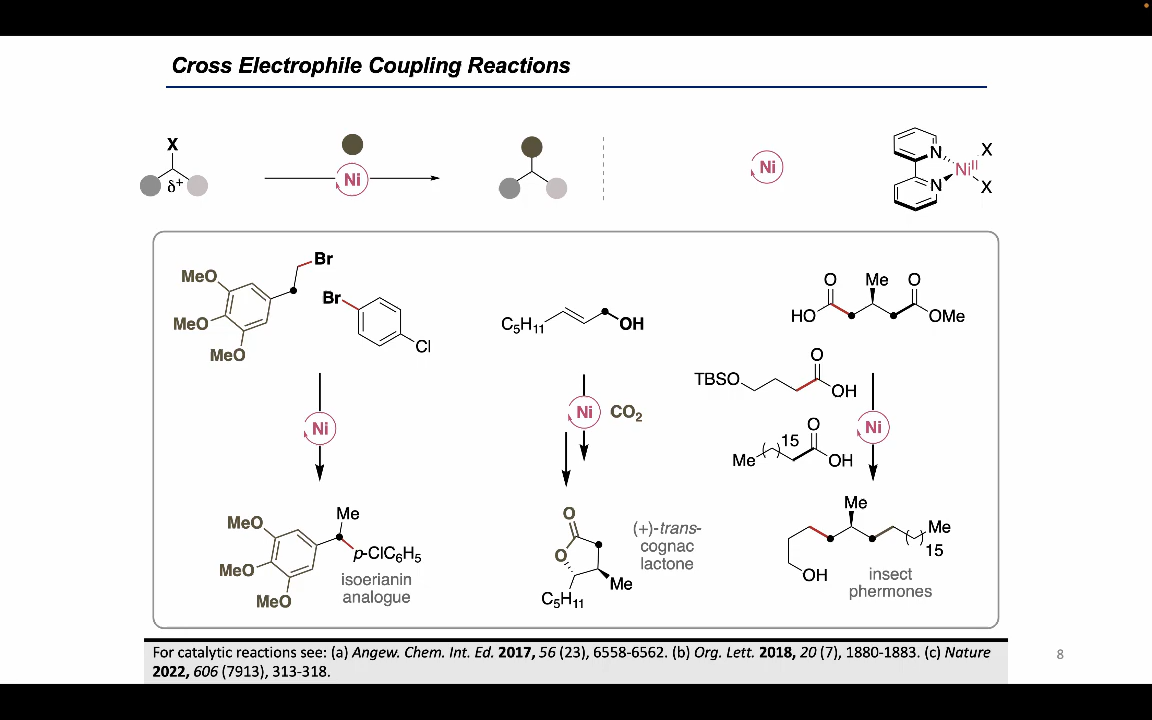 Cross Electrophile Coupling Reactions
X
δ+
Ni
Ni
N
N
NiII
X
X
MeO
MeO
MeO
Br
Br
Cl
Ni
MeO
MeO
MeO
Me
p-ClC6H5
isoerianin
analogue
C5H11
OH
Ni
CO2
O
O
Me
C5H11
(+)-trans-
cognac
lactone
O
Me
O
HO
OMe
TBSO
O
OH
Me
15
O
OH
Ni
Me
Me
15
OH
insect
phermones
For catalytic reactions see: (a) Angew. Chem. Int. Ed. 2017, 56 (23), 6558-6562. (b) Org. Lett. 2018, 20 (7), 1880-1883. (c) Nature
2022, 606 (7913), 313-318.
8